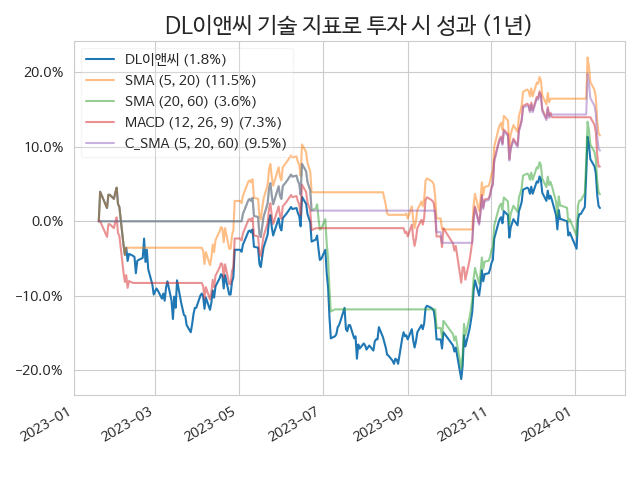 DL이앤씨 기술 지표로 투자 시 성과 (1년)
DL이앤씨 (1.8%)
SMA (5, 20) (11.5%)
SMA (20, 60) (3.6%)
MACD (12, 26, 9) (7.3%)
C_SMA (5, 20, 60) (9.5%)
20.0%
10.0%
0.0%
−10.0%
−20.0%
2023-01
2023-03
2023-05
2023-07
2023-09
2023-11
2024-01